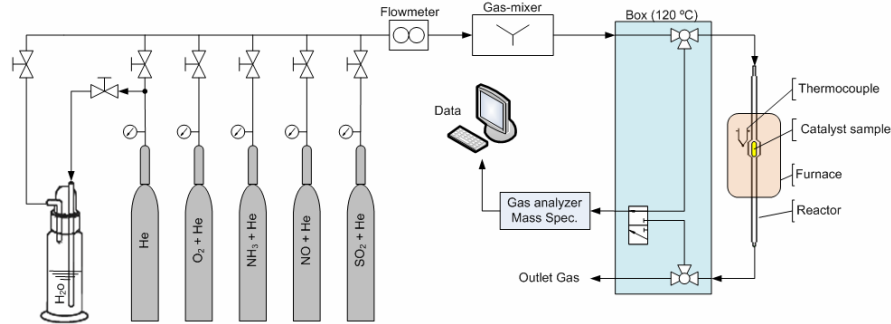 Flowmeter
Gas-mixer
Box (120 ºC)
Thermocouple
Catalyst sample
Furnace
Reactor
Data
Gas analyzer
Mass Spec.
Outlet Gas
H₂o
He
O₂ + He
NH₃ + He
NO + He
SO₂ + He